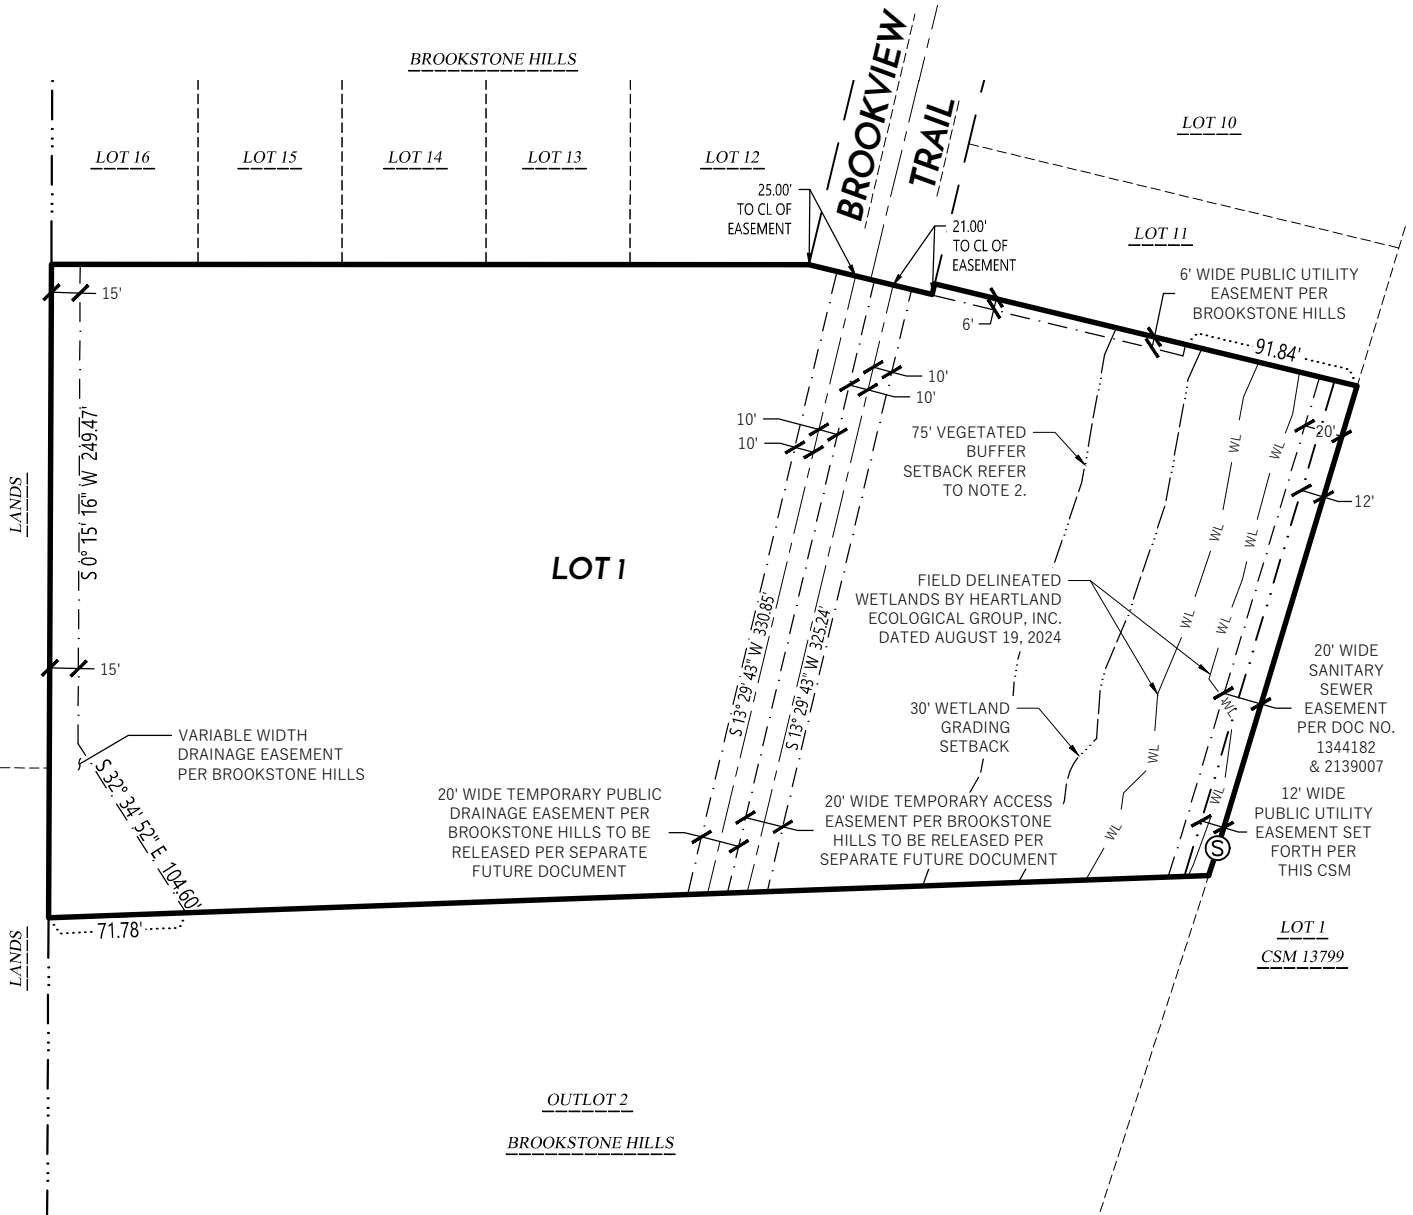 BROOKSTONE HILLS
BROOKVIEW
TRAIL
LOT 16
LOT 15
LOT 14
LOT 13
LOT 12
LOT 10
LOT 11
25.00'
TO CL OF
EASEMENT
21.00'
TO CL OF
EASEMENT
6' WIDE PUBLIC UTILITY
EASEMENT PER
BROOKSTONE HILLS
15'
6'
91.84'
10'
10'
10'
10'
20'
12'
75' VEGETATED
BUFFER
SETBACK REFER
TO NOTE 2.
WL
WL
WL
WL
WL
WL
WL
WL
WL
WL
LANDS
S 0° 15' 16" W 249.47'
LOT 1
FIELD DELINEATED
WETLANDS BY HEARTLAND
ECOLOGICAL GROUP, INC.
DATED AUGUST 19, 2024
S 13° 29' 43" W 330.85'
S 13° 29' 43" W 325.24'
15'
20' WIDE
SANITARY
SEWER
EASEMENT
PER DOC NO.
1344182
& 2139007
30' WETLAND
GRADING
SETBACK
VARIABLE WIDTH
DRAINAGE EASEMENT
PER BROOKSTONE HILLS
S 32° 34' 52" E 104.60'
20' WIDE TEMPORARY PUBLIC
DRAINAGE EASEMENT PER
BROOKSTONE HILLS TO BE
RELEASED PER SEPARATE
FUTURE DOCUMENT
20' WIDE TEMPORARY ACCESS
EASEMENT PER BROOKSTONE
HILLS TO BE RELEASED PER
SEPARATE FUTURE DOCUMENT
12' WIDE
PUBLIC UTILITY
EASEMENT SET
FORTH PER
THIS CSM
S
71.78'
LANDS
LOT 1
CSM 13799
OUTLOT 2
BROOKSTONE HILLS